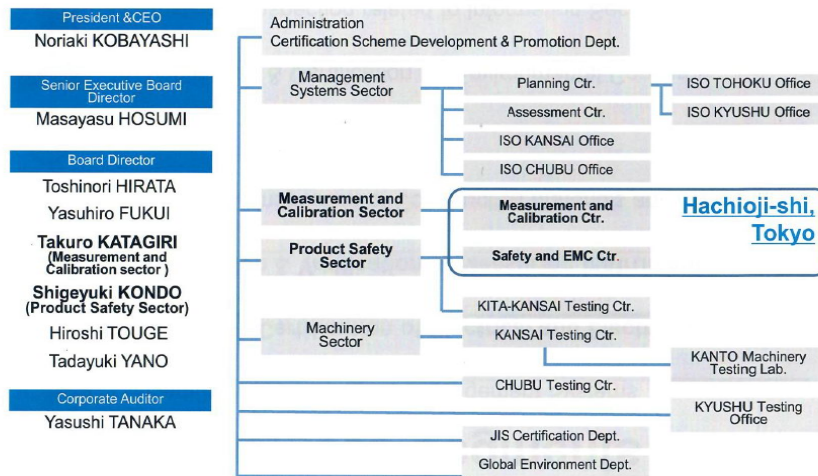 President &CEO
Noriaki KOBAYASHI
Senior Executive Board
Director
Masayasu HOSUMI
Board Director
Toshinori HIRATA
Yasuhiro FUKUI
Takuro KATAGIRI
(Measurement and
Calibration sector )
Shigeyuki KONDO
(Product Safety Sector)
Hiroshi TOUGE
Tadayuki YANO
Corporate Auditor
Yasushi TANAKA
Administration
Certification Scheme Development & Promotion Dept.
Management
Systems Sector
Planning Ctr.
ISO TOHOKU Office
Assessment Ctr.
ISO KYUSHU Office
ISO KANSAI Office
ISO CHUBU Office
Measurement and
Calibration Sector
Measurement and
Calibration Ctr.
Hachioji-shi,
Tokyo
Product Safety
Sector
Safety and EMC Ctr.
KITA-KANSAI Testing Ctr.
Machinery
Sector
KANSAI Testing Ctr.
KANTO Machinery
Testing Lab.
CHUBU Testing Ctr.
KYUSHU Testing
Office
JIS Certification Dept.
Global Environment Dept.